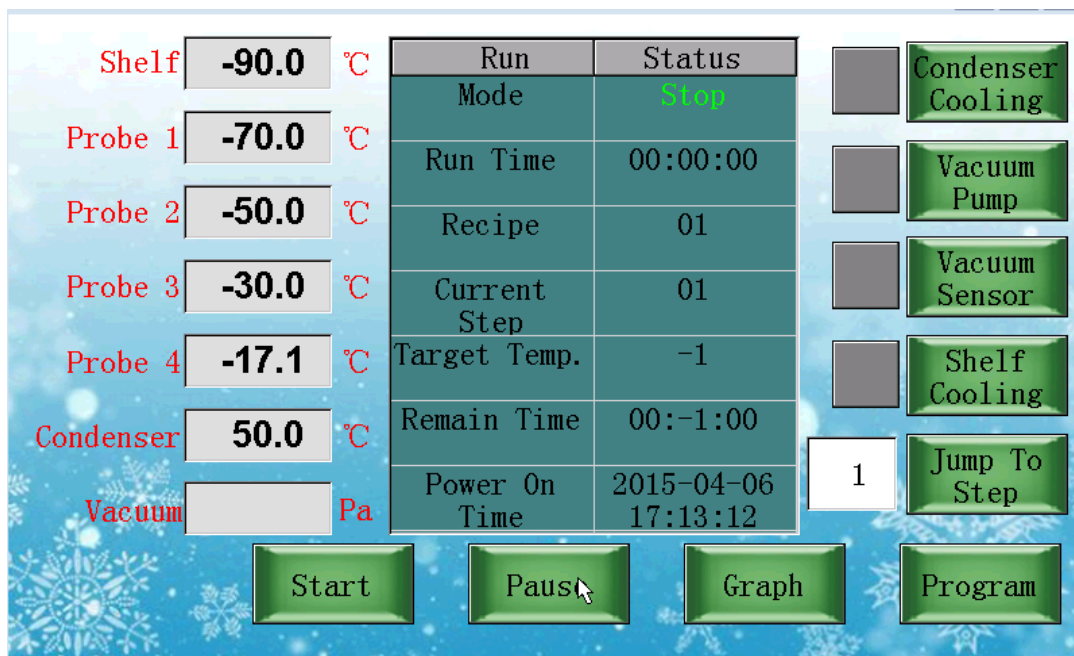 Shelf -90.0 ℃
Probe 1 -70.0 ℃
Probe 2 -50.0 ℃
Probe 3 -30.0 ℃
Probe 4 -17.1 ℃
Condenser 50.0 ℃
Vacuum Pa
Run Status
Mode Stop
Run Time 00:00:00
Recipe 01
Current 01
Step
Target Temp. -1
Remain Time 00:-1:00
Power On 2015-04-06
Time 17:13:12
Condenser
Cooling
Vacuum
Pump
Vacuum
Sensor
Shelf
Cooling
1 Jump To
Step
Start Pause Graph Program